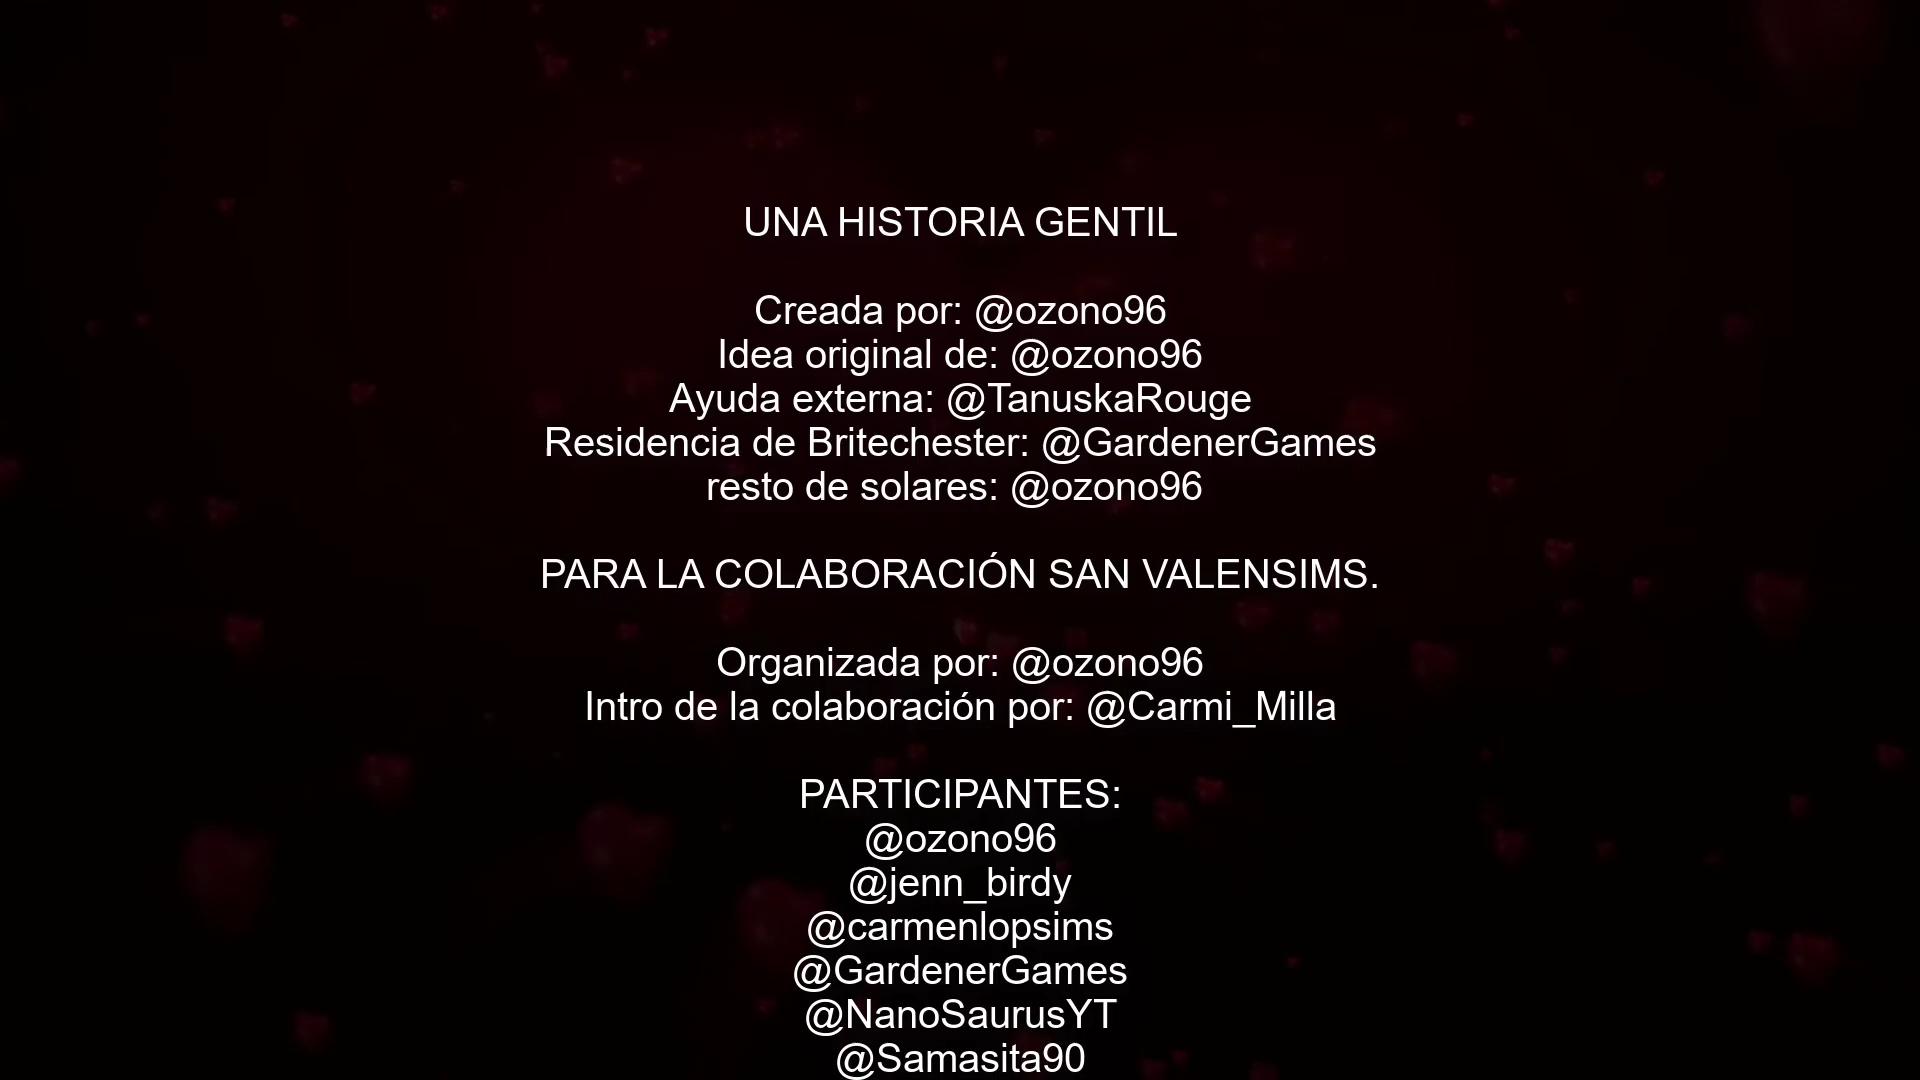 UNA HISTORIA GENTIL
Creada por: @ozono96
Idea original de: @ozono96
Ayuda externa: @TanuskaRouge
Residencia de Britechester: @GardenerGames
resto de solares: @ozono96
PARA LA COLABORACIÓN SAN VALENSIMS.
Organizada por: @ozono96
Intro de la colaboración por: @Carmi_Milla
PARTICIPANTES:
@ozono96
@jenn_birdy
@carmenlopsims
@GardenerGames
@NanoSaurusYT
@Samasita90